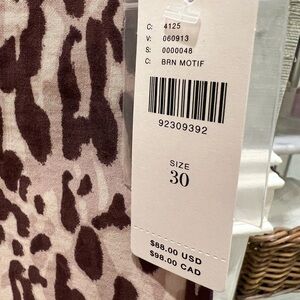 C: 4125
V: 060913
S: 0000048
C: BRN MOTIF
92309392
SIZE
30
$88.00 USD
$98.00 CAD